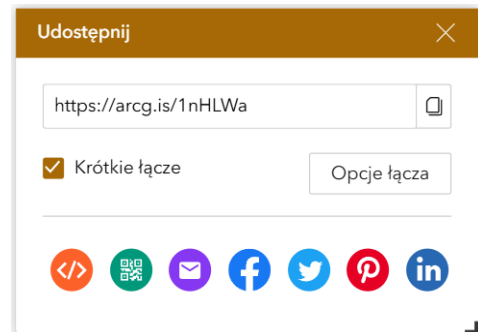 Udostępnij
https://arcg.is/1nHLWa
Krótkie łącze
Opcje łącza